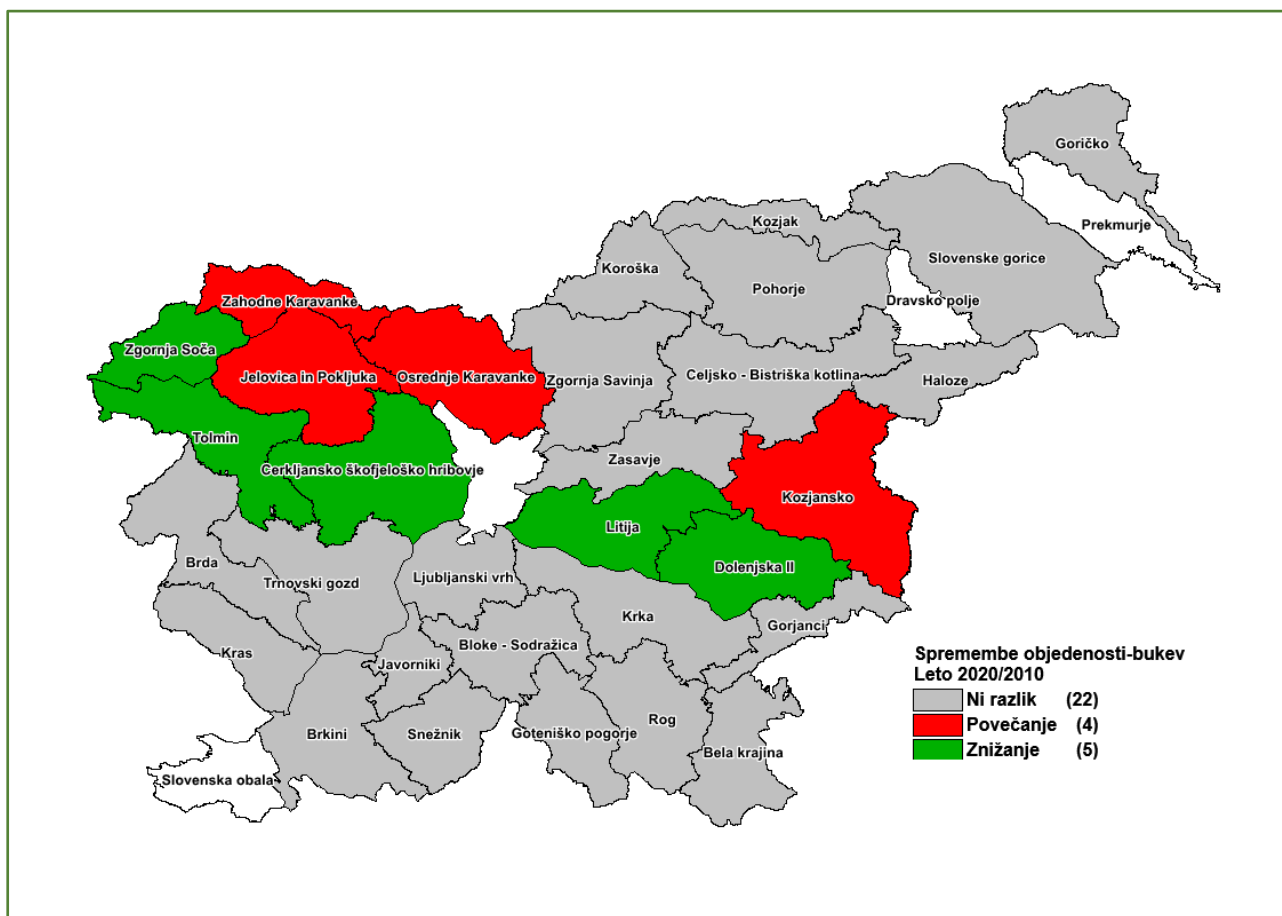 Goričko
Prekmurje
Kozjak
Slovenske gorice
Koroška
Pohorje
Dravsko polje
Zahodne Karavanke
Zgornja Soča
Jelovica in Pokljuka
Osrednje Karavanke
Zgornja Savinja
Celjsko - Bistriška kotlina
Haloze
Tolmin
Cerkljansko škofjeloško hribovje
Zasavje
Kozjansko
Litija
Dolenjska II
Brda
Trnovski gozd
Ljubljanski vrh
Krka
Gorjanci
Kras
Javorniki
Bloke - Sodražica
Brkini
Snežnik
Goteniško pogorje
Rog
Bela krajina
Slovenska obala
Spremembe objedenosti-bukev
Leto 2020/2010
Ni razlik (22)
Povečanje (4)
Znižanje (5)